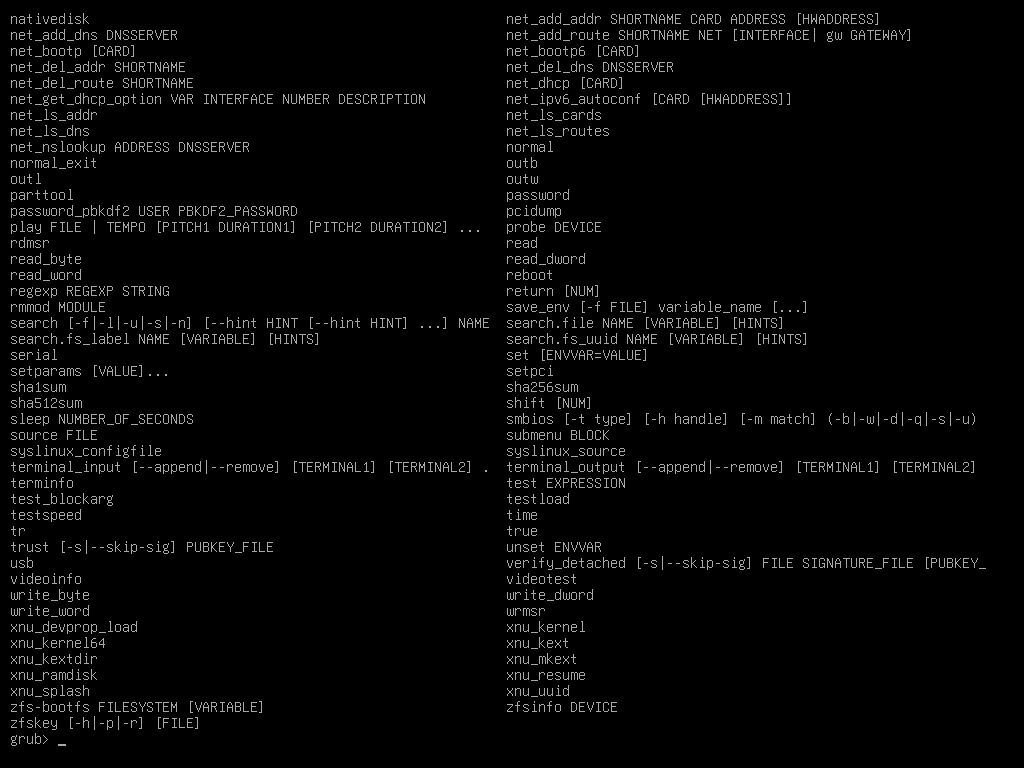 nativedisk net_add_addr SHORTNAME CARD ADDRESS [HWADDRESS]
net_add_dns DNSSERVER net_add_route SHORTNAME NET [INTERFACE| gw GATEWAY]
net_bootp [CARD] net_bootp6 [CARD]
net_del_addr SHORTNAME net_del_dns DNSSERVER
net_del_route SHORTNAME net_dhcp [CARD]
net_get_dhcp_option VAR INTERFACE NUMBER DESCRIPTION net_ipv6_autoconf [CARD [HWADDRESS]]
net_ls_addr net_ls_cards
net_ls_dns net_ls_routes
net_nslookup ADDRESS DNSSERVER normal
normal_exit outb
outl outw
parttool password
password_pbkdf2 USER PBKDF2_PASSWORD pcidump
play FILE | TEMPO [PITCH1 DURATION1] [PITCH2 DURATION2] ... probe DEVICE
rdmsr read
read_byte read_dword
read_word reboot
regexp REGEXP STRING return [NUM]
rmmod MODULE save_env [-f FILE] variable_name [...]
search [-f|-l|-u|-s|-n] [--hint HINT [--hint HINT] ...] NAME search.file NAME [VARIABLE] [HINTS]
search.fs_label NAME [VARIABLE] [HINTS] search.fs_uuid NAME [VARIABLE] [HINTS]
serial set [ENVVAR=VALUE]
setparams [VALUE]... setpci
sha1sum sha256sum
sha512sum shift [NUM]
sleep NUMBER_OF_SECONDS smbios [-t type] [-h handle] [-m match] (-b|-w|-d|-q|-s|-u)
source FILE submenu BLOCK
syslinux_configfile syslinux_source
terminal_input [--append|--remove] [TERMINAL1] [TERMINAL2] . terminal_output [--append|--remove] [TERMINAL1] [TERMINAL2]
terminfo test EXPRESSION
test_blockarg testload
testspeed time
tr true
trust [-s|--skip-sig] PUBKEY_FILE unset ENVVAR
usb verify_detached [-s|--skip-sig] FILE SIGNATURE_FILE [PUBKEY_
videoinfo videotest
write_byte write_dword
write_word wrmsr
xnu_devprop_load xnu_kernel
xnu_kernel64 xnu_kext
xnu_kextdir xnu_mkext
xnu_ramdisk xnu_resume
xnu_splash xnu_uuid
zfs-bootfs FILESYSTEM [VARIABLE] zfsinfo DEVICE
zfskey [-h|-p|-r] [FILE]
grub> _